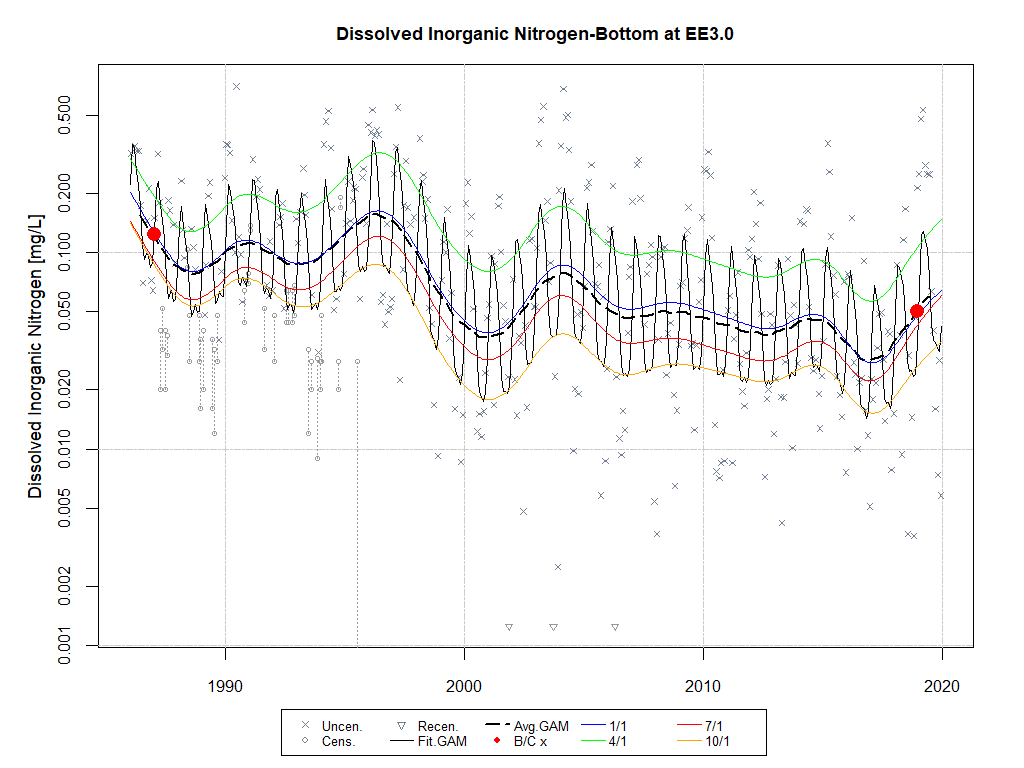 Dissolved Inorganic Nitrogen-Bottom at EE3.0
Dissolved Inorganic Nitrogen [mg/L]
0.500
0.200
0.100
0.050
0.020
0.010
0.005
0.002
0.001
1990 2000 2010 2020
Uncen. Recen. Avg.GAM 1/1 7/1
Cens. Fit.GAM B/C x 4/1 10/1